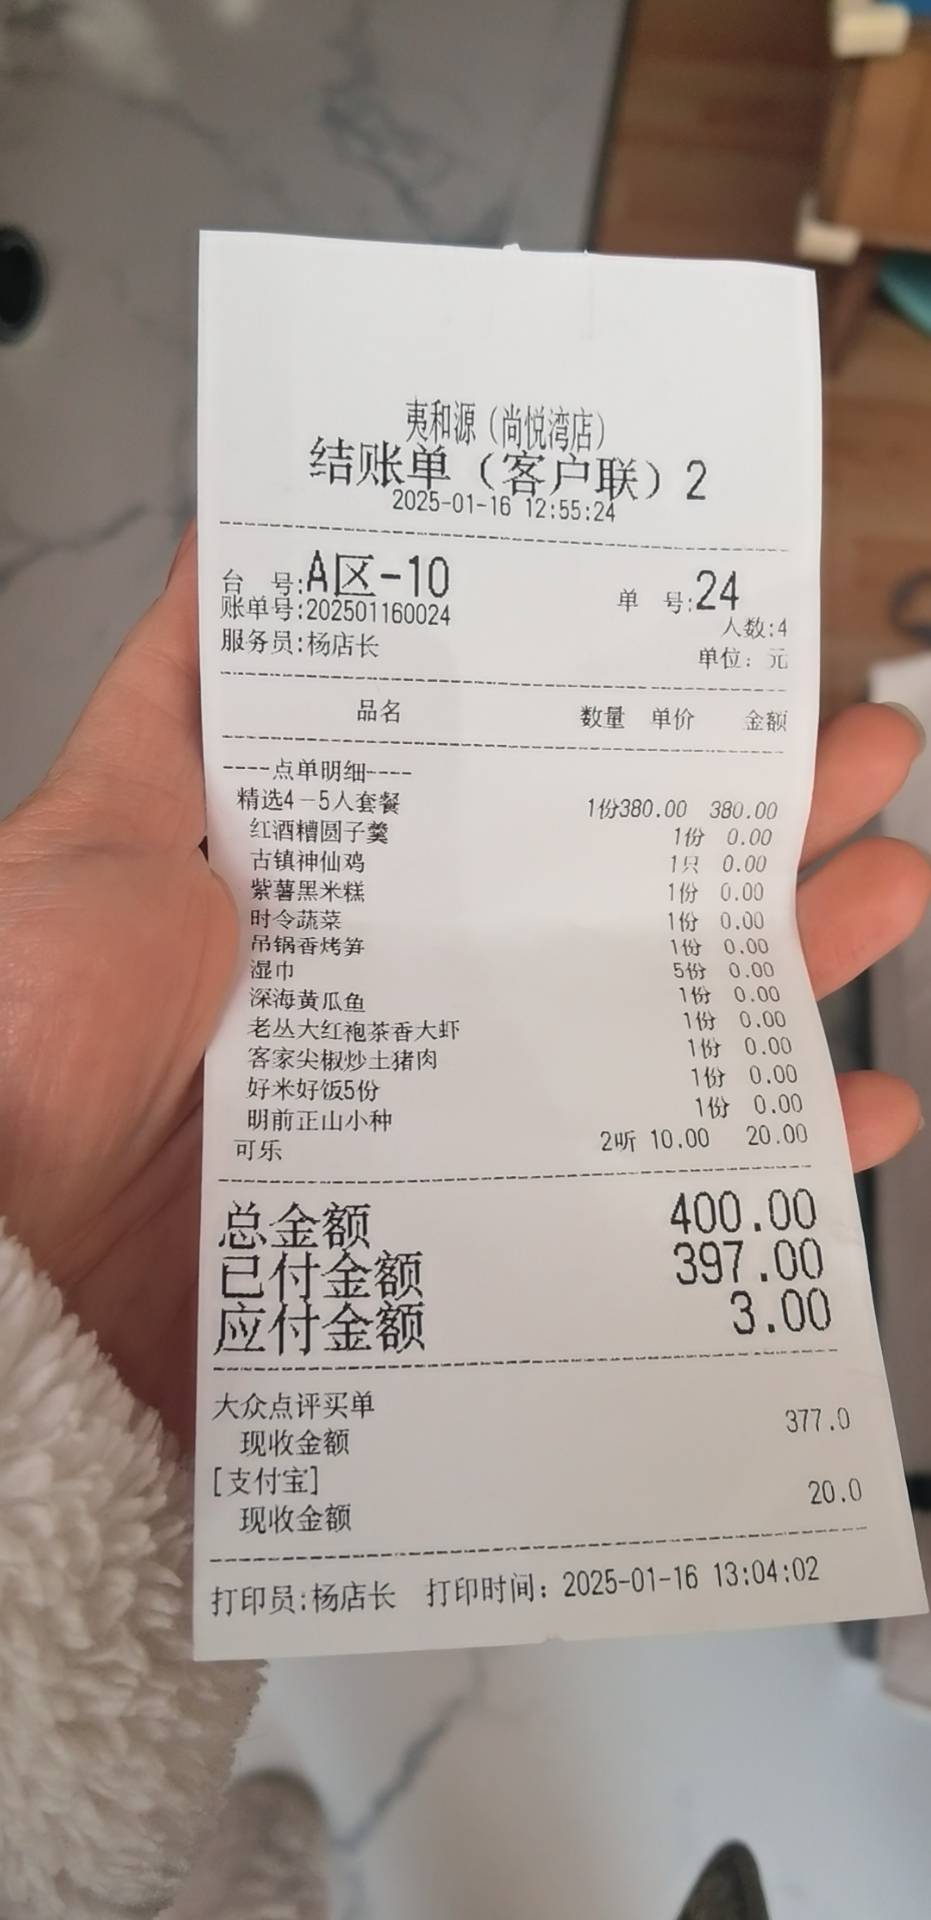 夷和源（尚悦湾店）
结账单（客户联）2
2025-01-16 12:55:24
台 号:A区-10 单 号:24
账单号:202501160024 人数:4
服务员:杨店长 单位: 元
品名 数量 单价 金额
----点单明细----
精选4-5人套餐 1份380.00 380.00
红酒糟圆子羹 1份 0.00
古镇神仙鸡 1只 0.00
紫薯黑米糕 1份 0.00
时令蔬菜 1份 0.00
吊锅香烤笋 1份 0.00
湿巾 5份 0.00
深海黄瓜鱼 1份 0.00
老丛大红袍茶香大虾 1份 0.00
客家尖椒炒土猪肉 1份 0.00
好米好饭5份 1份 0.00
明前正山小种 1份 0.00
可乐 2听 10.00 20.00
总金额 400.00
已付金额 397.00
应付金额 3.00
大众点评买单
现收金额 377.0
[支付宝]
现收金额 20.0
打印员:杨店长 打印时间: 2025-01-16 13:04:02